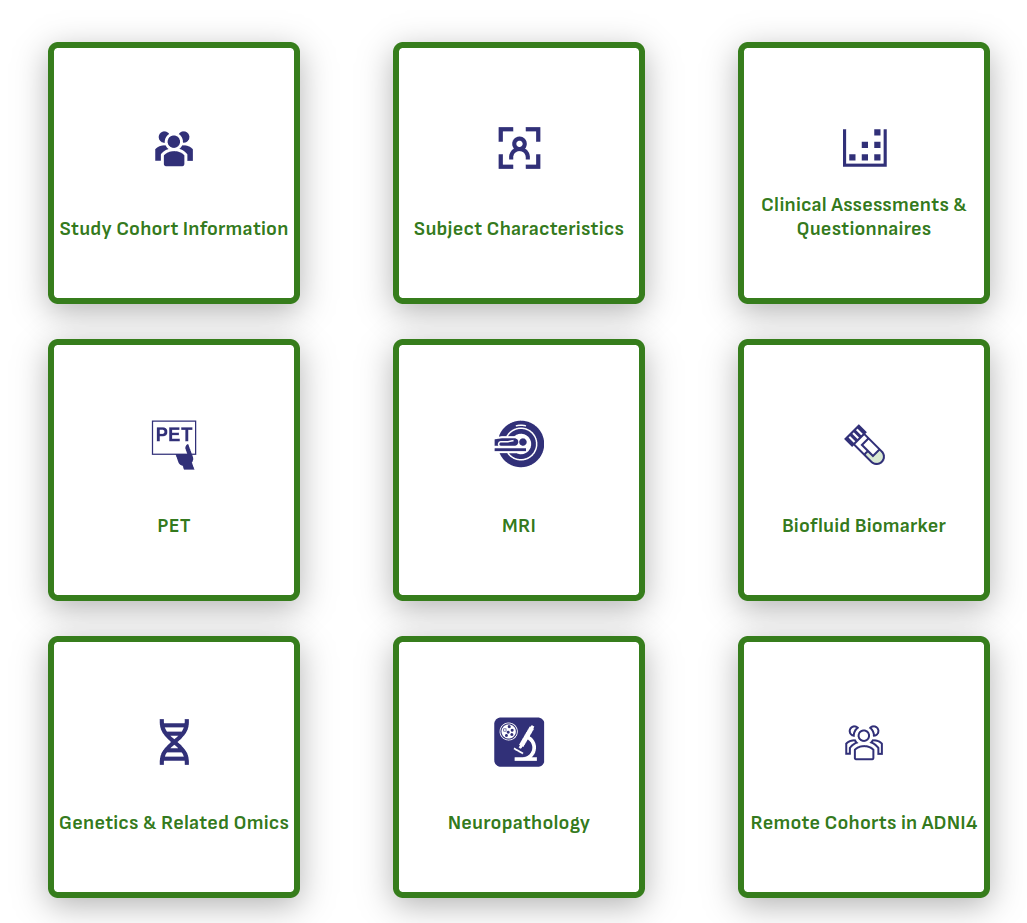 Study Cohort Information
Subject Characteristics
Clinical Assessments &
Questionnaires
PET
PET
MRI
Biofluid Biomarker
Genetics & Related Omics
Neuropathology
Remote Cohorts in ADNI4